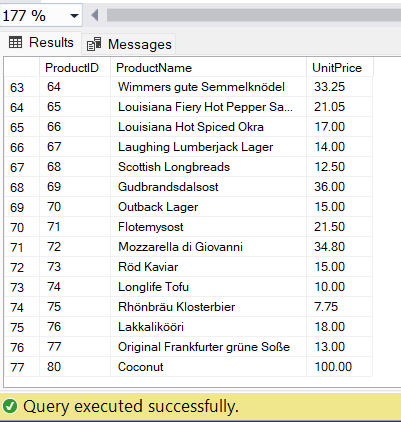 177 %
Results Messages
ProductID ProductName UnitPrice
63 64 Wimmers gute Semmelknödel 33.25
64 65 Louisiana Fiery Hot Pepper Sa... 21.05
65 66 Louisiana Hot Spiced Okra 17.00
66 67 Laughing Lumberjack Lager 14.00
67 68 Scottish Longbreads 12.50
68 69 Gudbrandsdalsost 36.00
69 70 Outback Lager 15.00
70 71 Flotemysost 21.50
71 72 Mozzarella di Giovanni 34.80
72 73 Röd Kaviar 15.00
73 74 Longlife Tofu 10.00
74 75 Rhönbräu Klosterbier 7.75
75 76 Lakkalikööri 18.00
76 77 Original Frankfurter grüne Soße 13.00
77 80 Coconut 100.00
Query executed successfully.